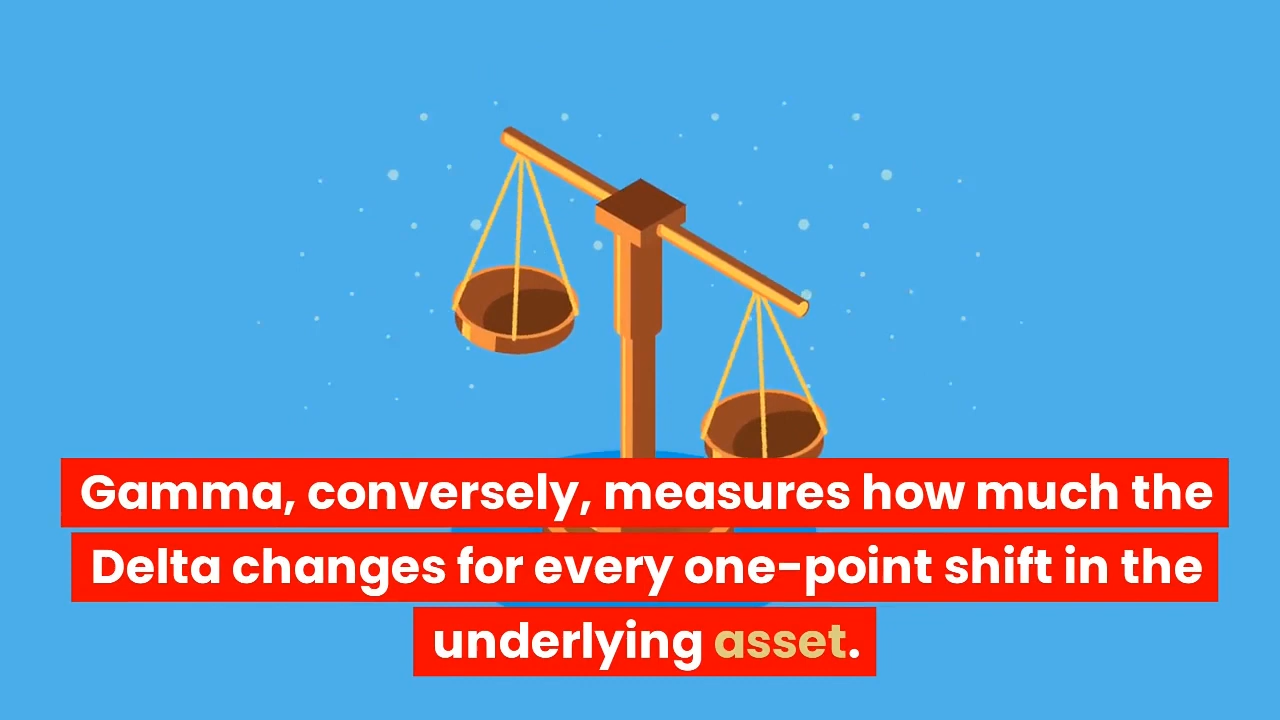 Gamma, conversely, measures how much the
Delta changes for every one-point shift in the
underlying asset.